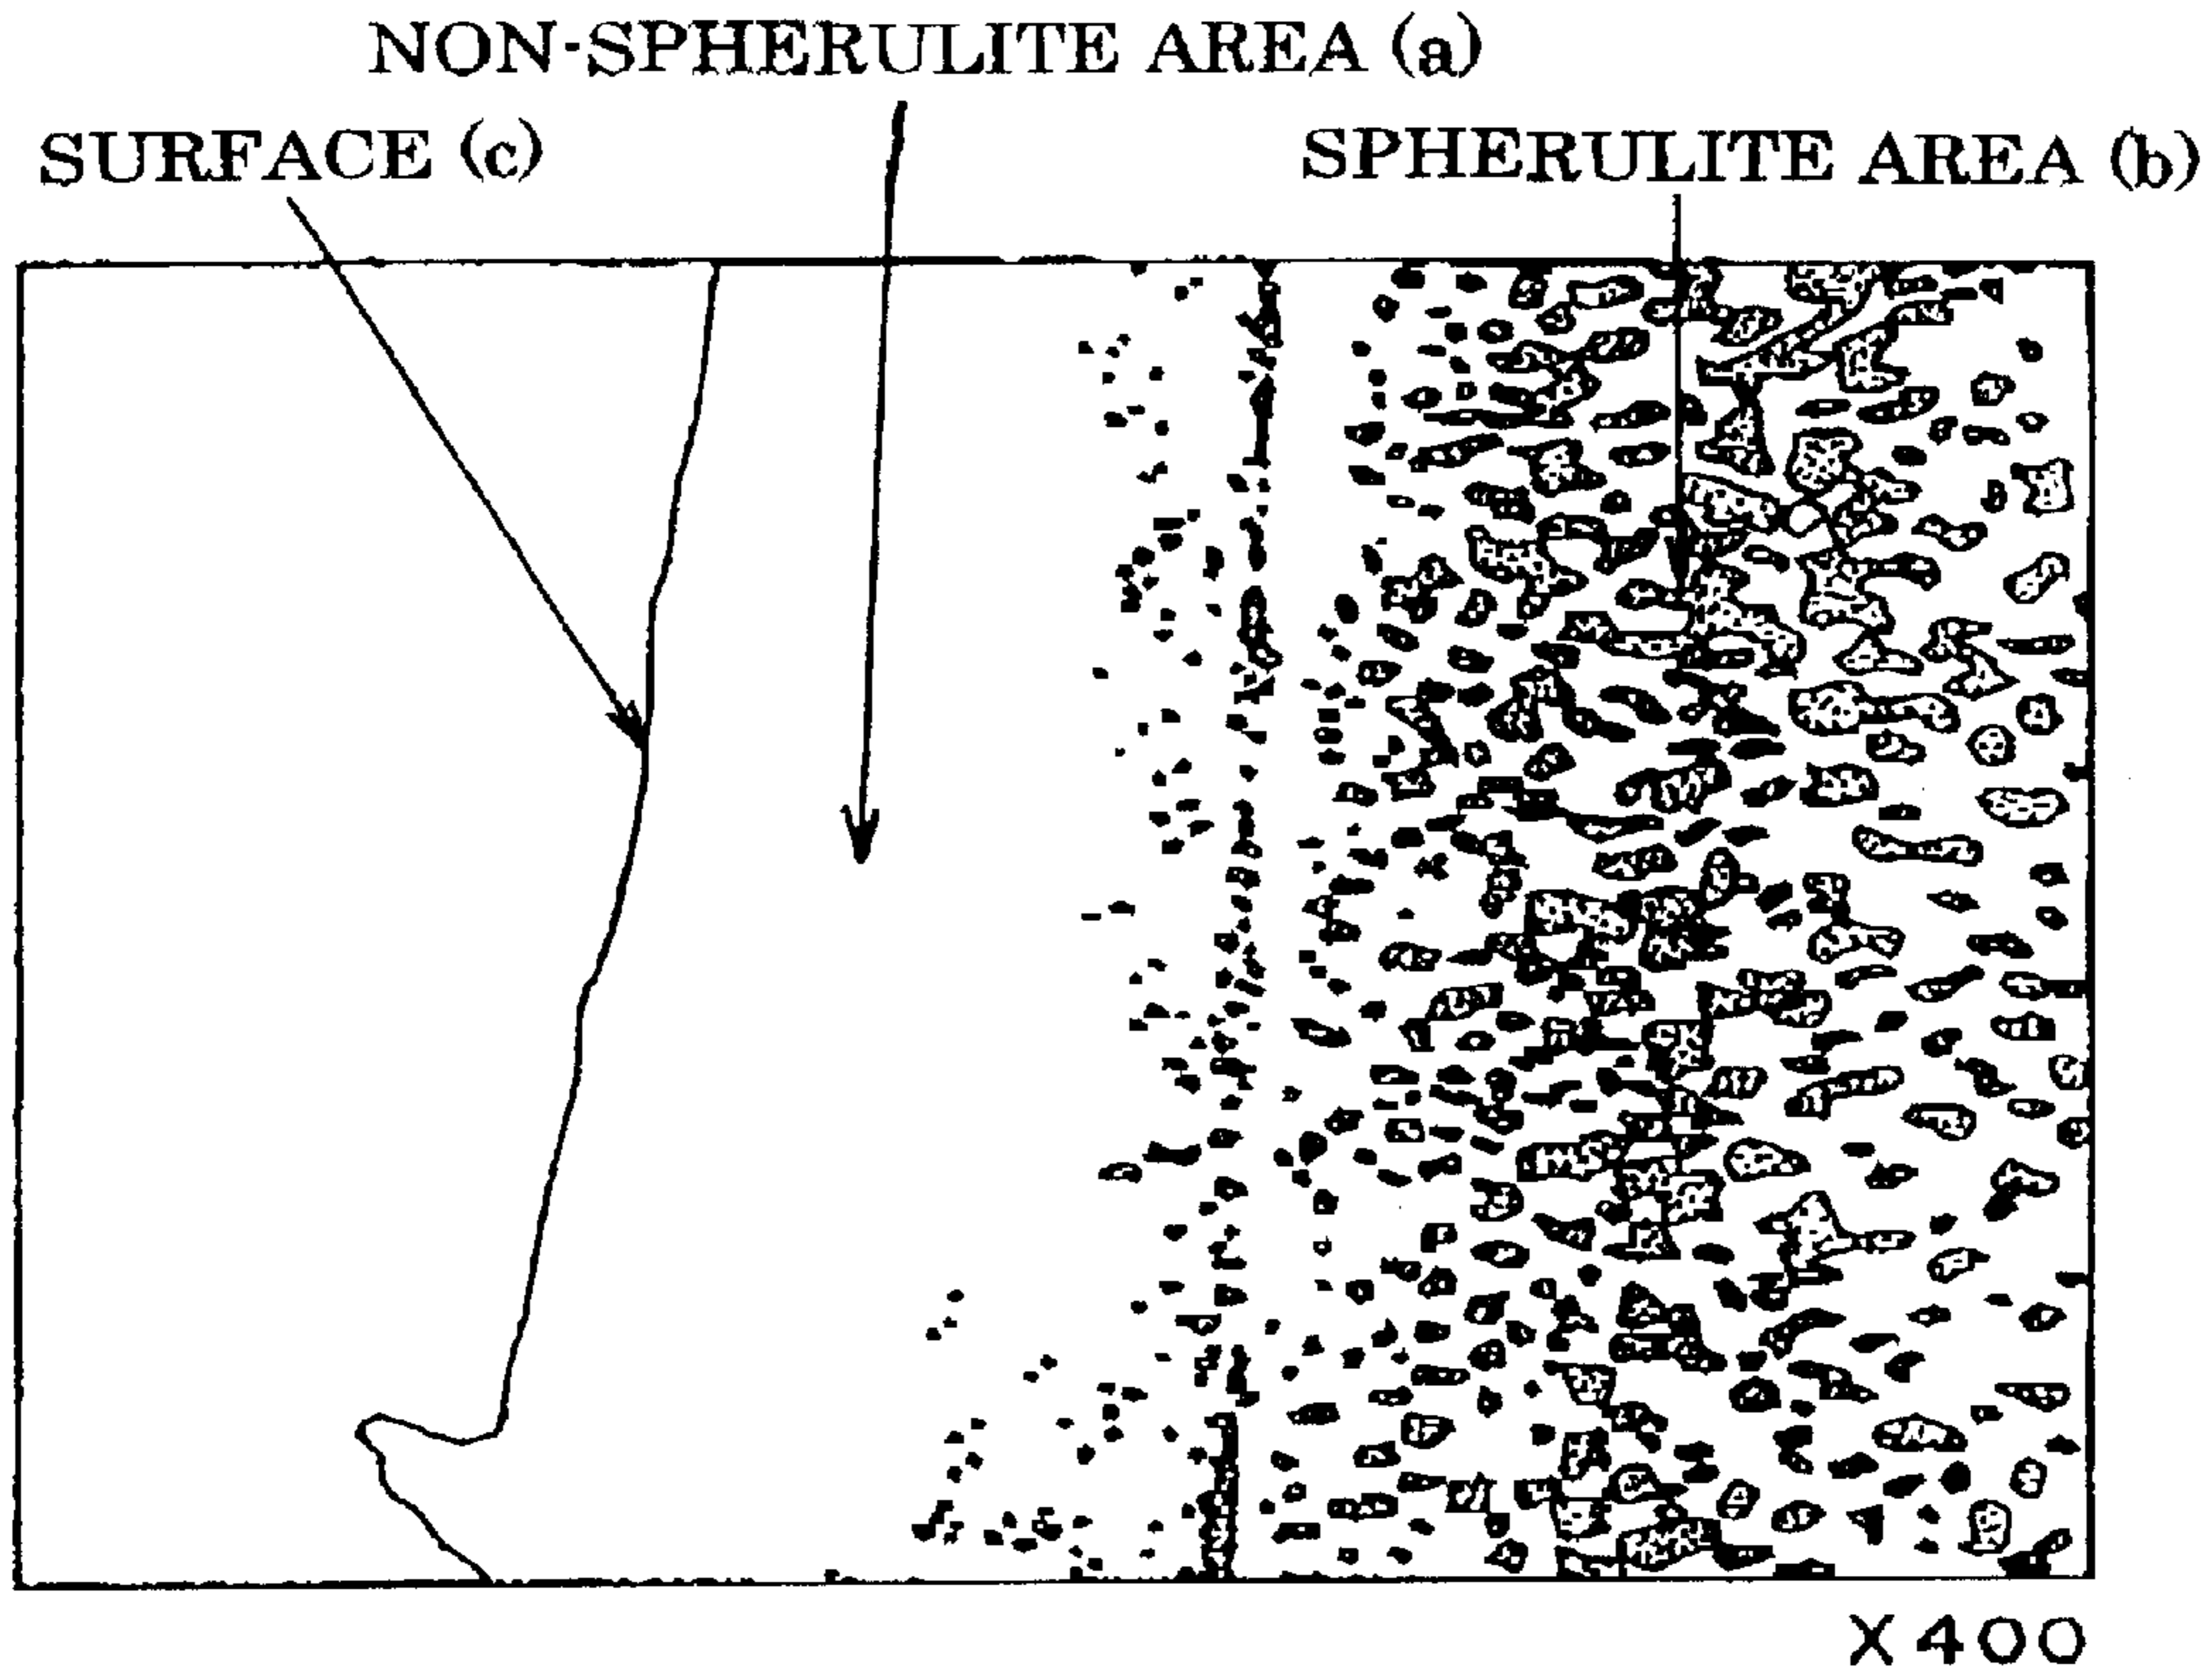 NON-SPHERULITE AREA (a)
SURFACE (c)
SPHERULITE AREA (b)
X400